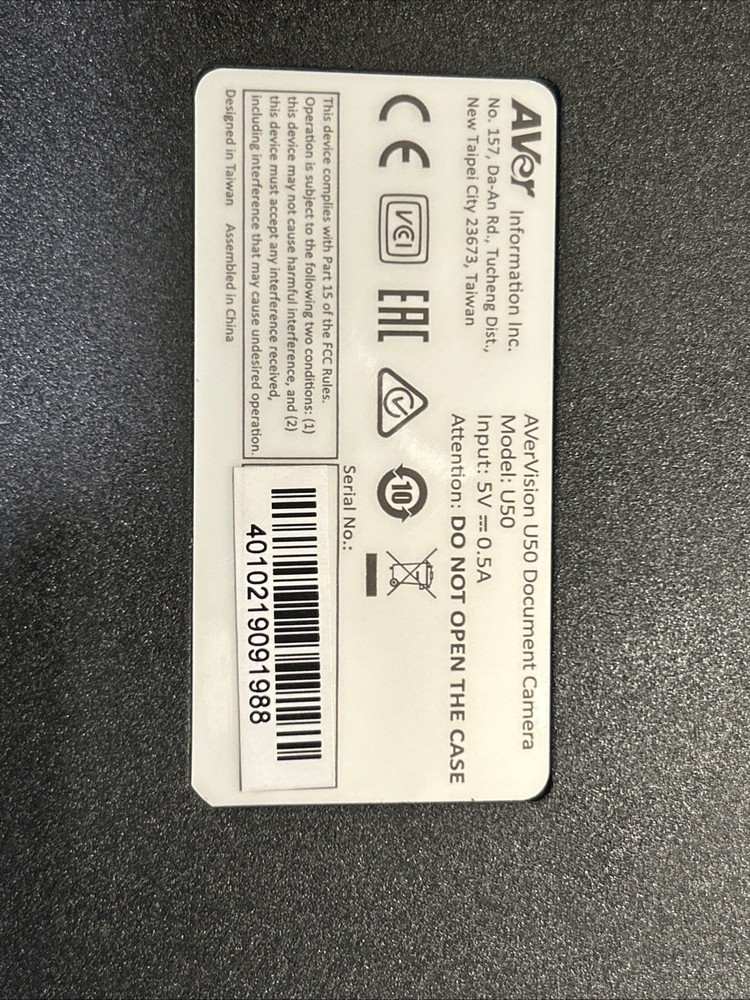 AVer Information Inc.
No. 157, Da-An Rd., Tucheng Dist.,
New Taipei City 23673, Taiwan
AVerVision U50 Document Camera
Model: U50
Input: 5V ⎓ 0.5A
Attention: DO NOT OPEN THE CASE
CE VCCI EAC 10
This device complies with Part 15 of the FCC Rules.
Operation is subject to the following two conditions: (1)
this device may not cause harmful interference, and (2)
this device must accept any interference received,
including interference that may cause undesired operation.
Designed in Taiwan Assembled in China
Serial No.:
4010219091988